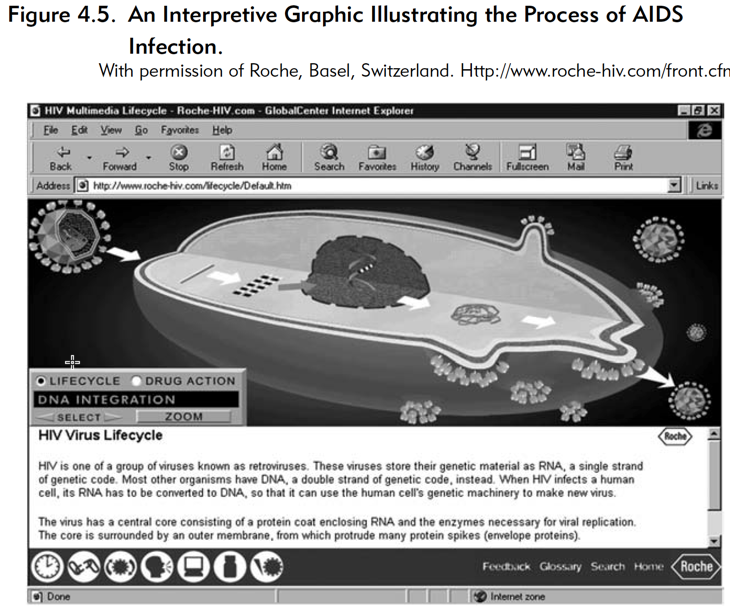 Figure 4.5. An Interpretive Graphic Illustrating the Process of AIDS
Infection.
With permission of Roche, Basel, Switzerland. Http://www.roche-hiv.com/front.cfm
HIV Multimedia Lifecycle - Roche-HIV.com - GlobalCenter Internet Explorer
File Edit View Go Favorites Help
Back Forward Stop Refresh Home Search Favorites History Channels Fullscreen Mail Print
Address http://www.roche-hiv.com/lifecycle/Default.htm Links
LIFECYCLE DRUG ACTION
DNA INTEGRATION
SELECT ZOOM
HIV Virus Lifecycle
Roche
HIV is one of a group of viruses known as retroviruses. These viruses store their genetic material as RNA, a single strand
of genetic code. Most other organisms have DNA, a double strand of genetic code, instead. When HIV infects a human
cell, its RNA has to be converted to DNA, so that it can use the human cell's genetic machinery to make new virus.
The virus has a central core consisting of a protein coat enclosing RNA and the enzymes necessary for viral replication.
The core is surrounded by an outer membrane, from which protrude many protein spikes (envelope proteins).
Feedback Glossary Search Home Roche
Done Internet zone